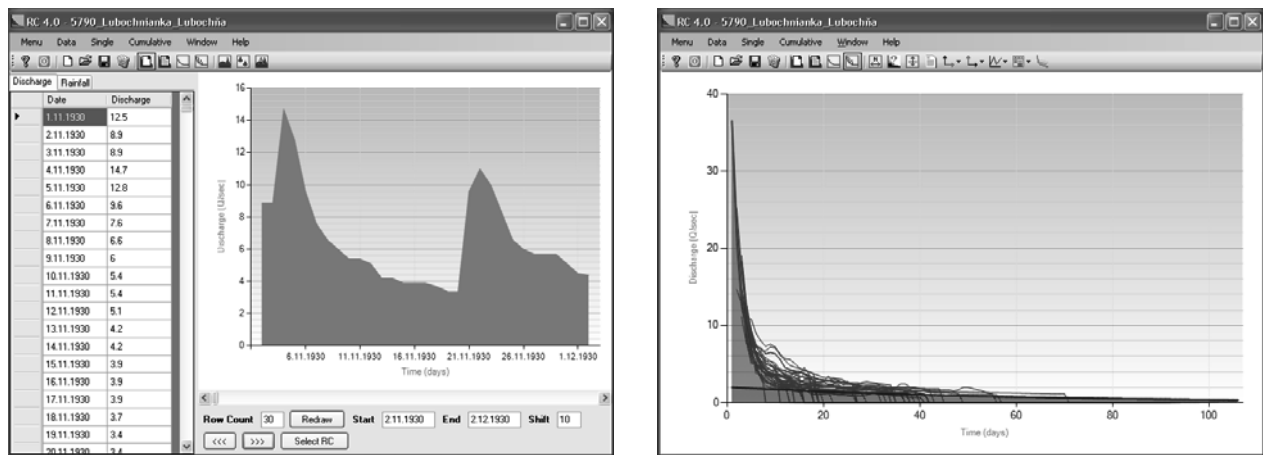 RC 4.0 - 5790_Lubochnianka_Lubochňa
Menu Data Single Cumulative Window Help
Discharge Rainfall
Date Discharge
1.11.1930 12.5
2.11.1930 8.9
3.11.1930 8.9
4.11.1930 14.7
5.11.1930 12.8
6.11.1930 9.6
7.11.1930 7.6
8.11.1930 6.6
9.11.1930 6
10.11.1930 5.4
11.11.1930 5.4
12.11.1930 5.1
13.11.1930 4.2
14.11.1930 4.2
15.11.1930 3.9
16.11.1930 3.9
17.11.1930 3.9
18.11.1930 3.7
19.11.1930 3.4
20.11.1930 3.4
16
14
12
10
8
6
4
2
0
Discharge [Q/sec]
6.11.1930 11.11.1930 16.11.1930 21.11.1930 26.11.1930 1.12.1930
Time (days)
Row Count 30 Redraw Start 2.11.1930 End 2.12.1930 Shift 10
<<< >>> Select RC
RC 4.0 - 5790_Lubochnianka_Lubochňa
Menu Data Single Cumulative Window Help
40
30
20
10
0
Discharge [Q/sec]
0 20 40 60 80 100
Time (days)